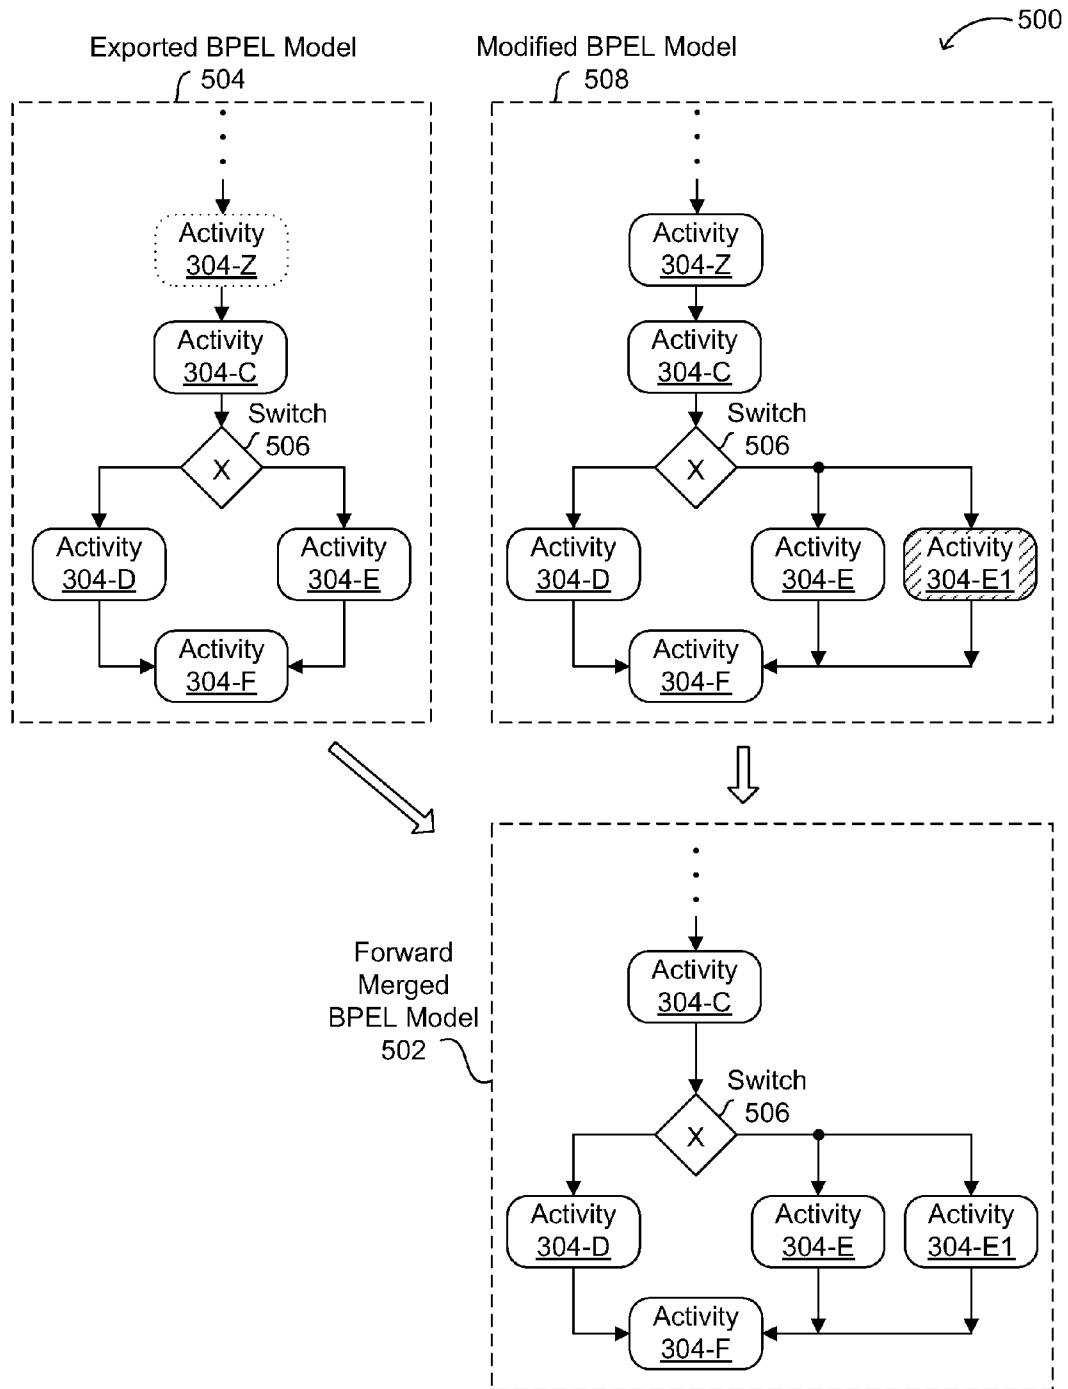 500
Exported BPEL Model
504
Modified BPEL Model
508
Activity
304-Z
Activity
304-C
Switch
506
X
Activity
304-D
Activity
304-E
Activity
304-F
Activity
304-Z
Activity
304-C
Switch
506
X
Activity
304-D
Activity
304-E
Activity
304-E1
Activity
304-F
Forward
Merged
BPEL Model
502
Activity
304-C
Switch
506
X
Activity
304-D
Activity
304-E
Activity
304-E1
Activity
304-F